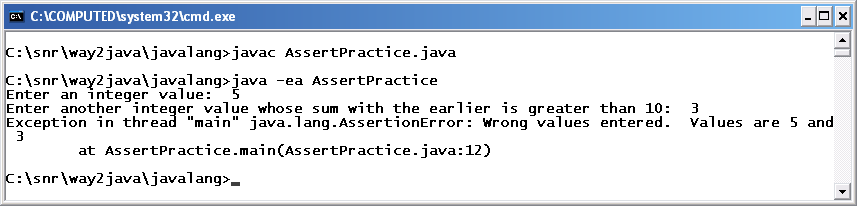 C:\COMPUTED\system32\cmd.exe
C:\snr\way2java\javalang>javac AssertPractice.java
C:\snr\way2java\javalang>java -ea AssertPractice
Enter an integer value:  5
Enter another integer value whose sum with the earlier is greater than 10:  3
Exception in thread "main" java.lang.AssertionError: Wrong values entered.  Values are 5 and
 3
        at AssertPractice.main(AssertPractice.java:12)
C:\snr\way2java\javalang>_